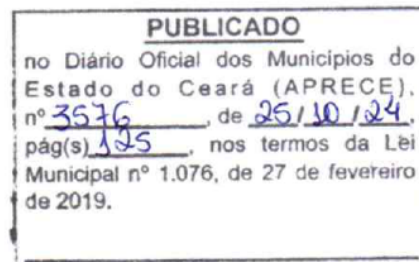 PUBLICADO
no Diário Oficial dos Municípios do
Estado do Ceará (APRECE),
nº 3576, de 25/10/24,
pág(s) 125, nos termos da Lei
Municipal nº 1.076, de 27 de fevereiro
de 2019.